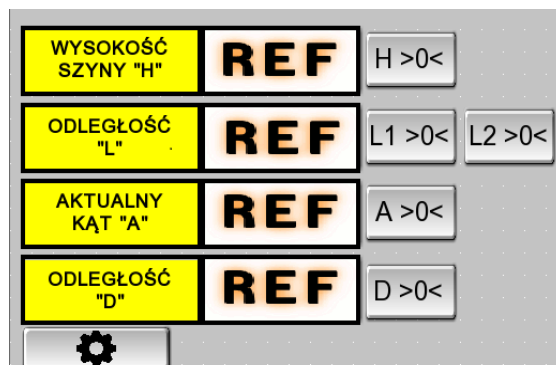 WYSOKOŚĆ
SZYNY "H"
REF
H >0<
ODLEGŁOŚĆ
"L"
REF
L1 >0<
L2 >0<
AKTUALNY
KĄT "A"
REF
A >0<
ODLEGŁOŚĆ
"D"
REF
D >0<